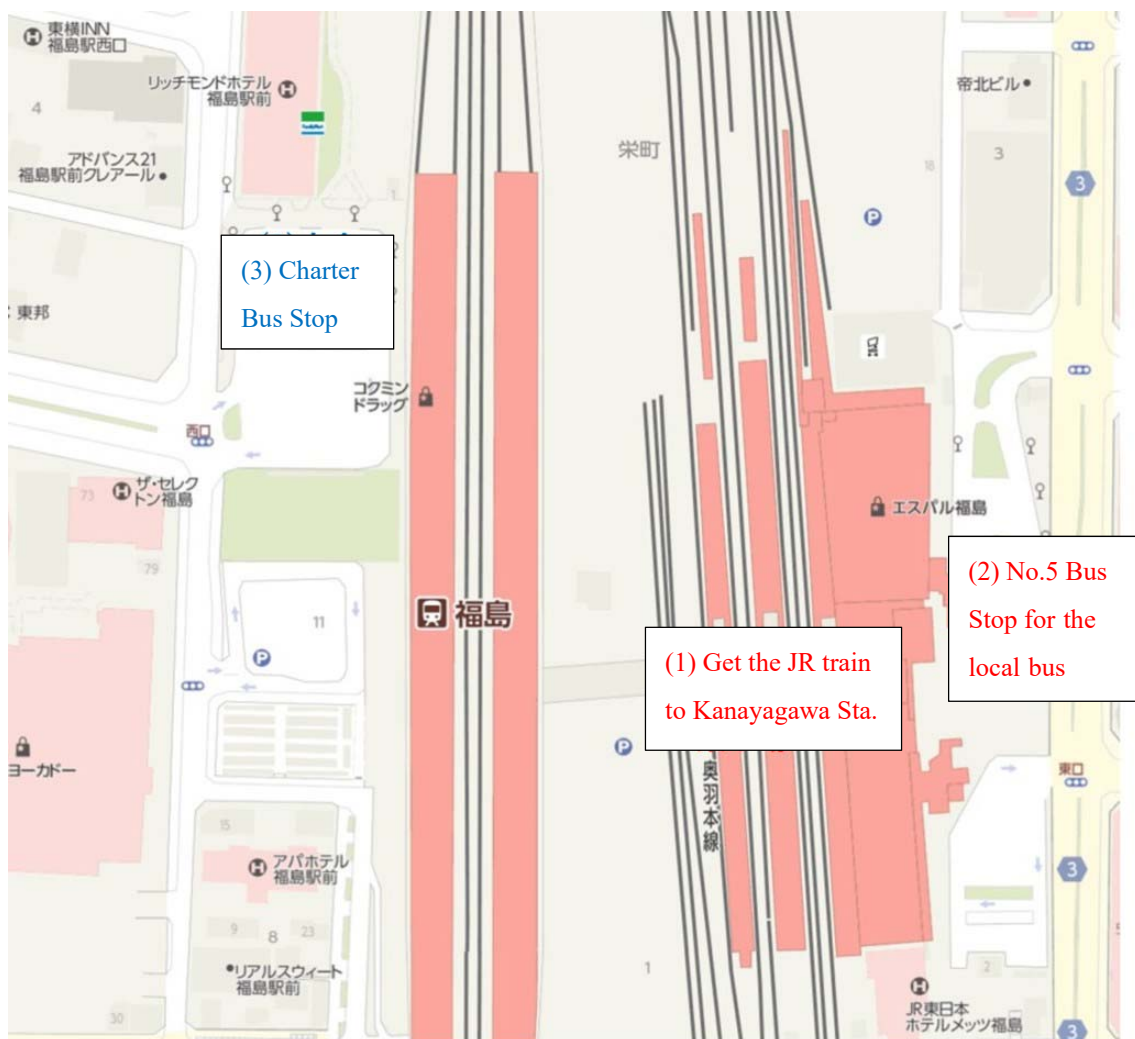 東横INN
福島駅西口
リッチモンドホテル
福島駅前
FamilyMart
4
アドバンス21
福島駅前クレアール
1
栄町
帝北ビル
16
3
3
(3) Charter
Bus Stop
東邦
コクミン
ドラッグ
西口
ザ・セレク
トン福島
73
79
エスパル福島
(2) No.5 Bus
Stop for the
local bus
福島
11
P
P
P
(1) Get the JR train
to Kanayagawa Sta.
ヨーカドー
奥羽本線
東口
15
アパホテル
福島駅前
3
9
8
23
リアルスウィート
福島駅前
1
2
30
JR東日本
ホテルメッツ福島
3
5